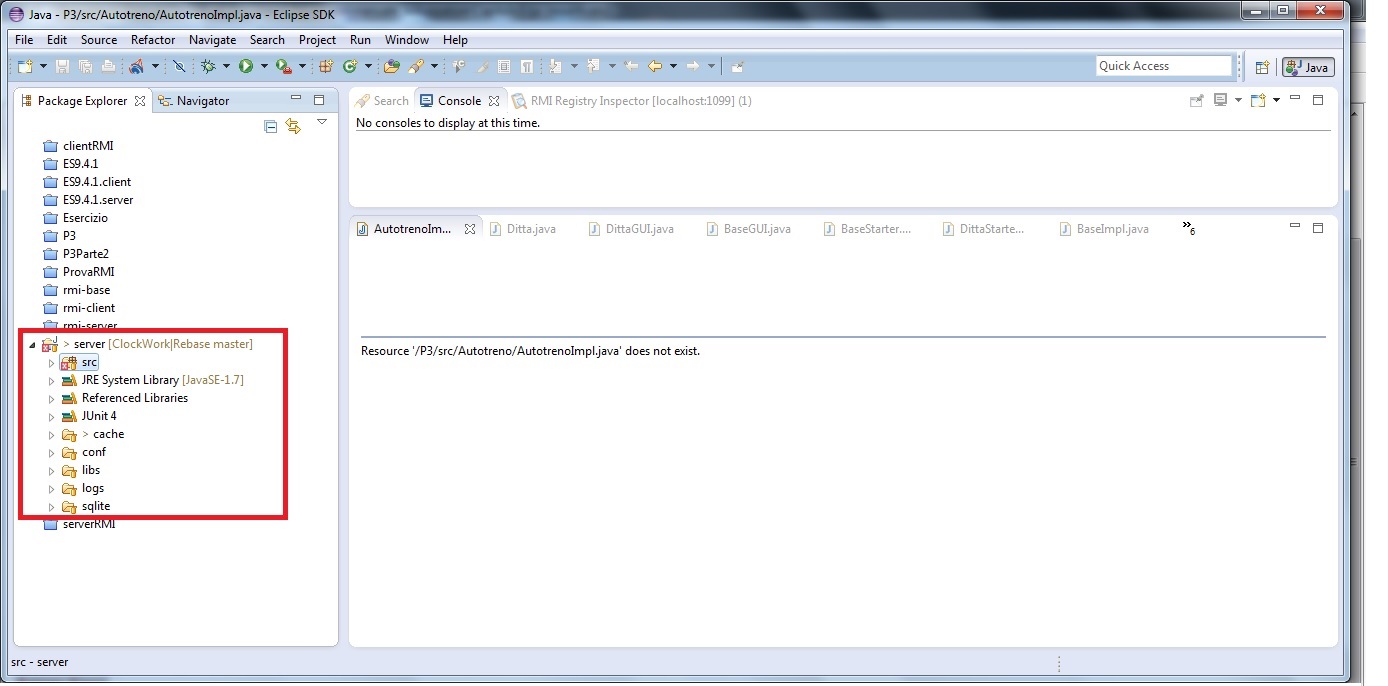 Java - P3/src/Autotreno/AutotrenoImpl.java - Eclipse SDK
File Edit Source Refactor Navigate Search Project Run Window Help
Quick Access
Java
Package Explorer Navigator
Search Console RMI Registry Inspector [localhost:1099] (1)
No consoles to display at this time.
clientRMI
ES9.4.1
ES9.4.1.client
ES9.4.1.server
Esercizio
P3
P3Parte2
ProvaRMI
rmi-base
rmi-client
rmi-server
> server [ClockWork|Rebase master]
src
JRE System Library [JavaSE-1.7]
Referenced Libraries
JUnit 4
> cache
conf
libs
logs
sqlite
serverRMI
AutotrenoIm... Ditta.java DittaGUI.java BaseGUI.java BaseStarter.... DittaStarte... BaseImpl.java »6
Resource '/P3/src/Autotreno/AutotrenoImpl.java' does not exist.
src - server